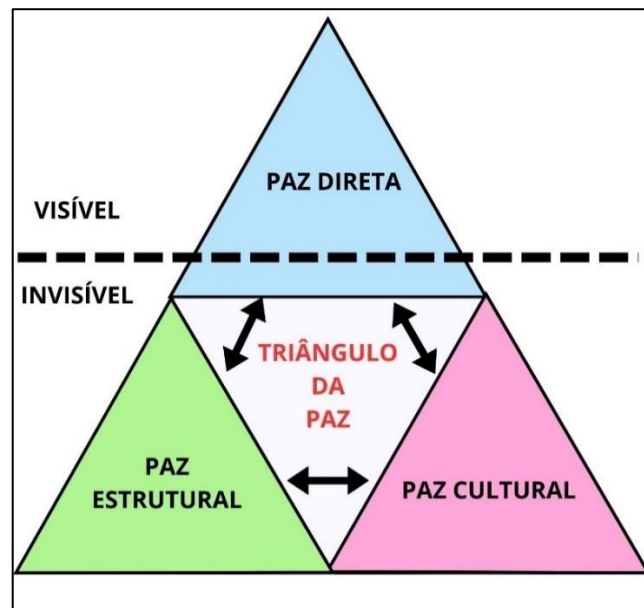 PAZ DIRETA
VISÍVEL
INVISÍVEL
TRIÂNGULO
DA
PAZ
PAZ
ESTRUTURAL
PAZ CULTURAL